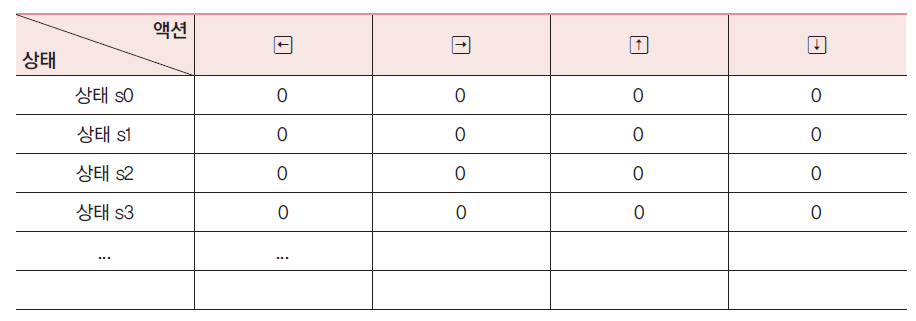 액션
상태
← → ↑ ↓
상태 s0 0 0 0 0
상태 s1 0 0 0 0
상태 s2 0 0 0 0
상태 s3 0 0 0 0
... ...